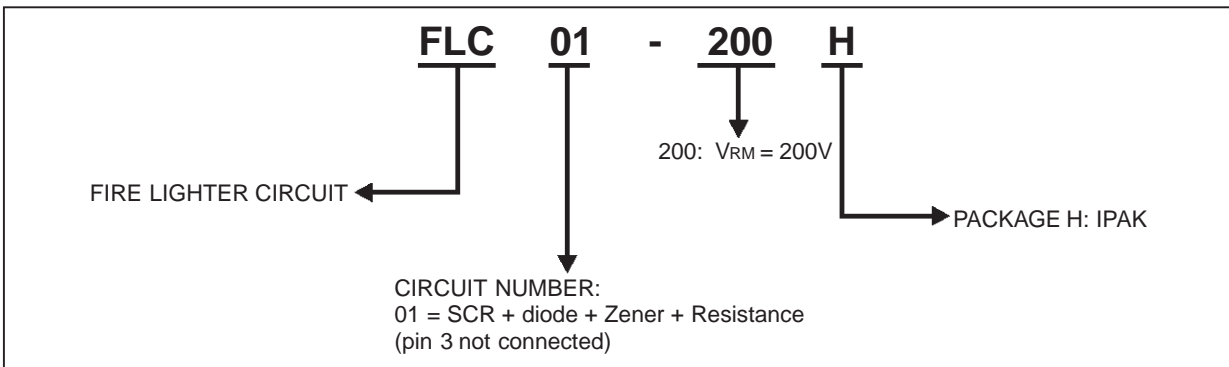 FLC 01 - 200 H
200: VRM = 200V
FIRE LIGHTER CIRCUIT
PACKAGE H: IPAK
CIRCUIT NUMBER:
01 = SCR + diode + Zener + Resistance
(pin 3 not connected)